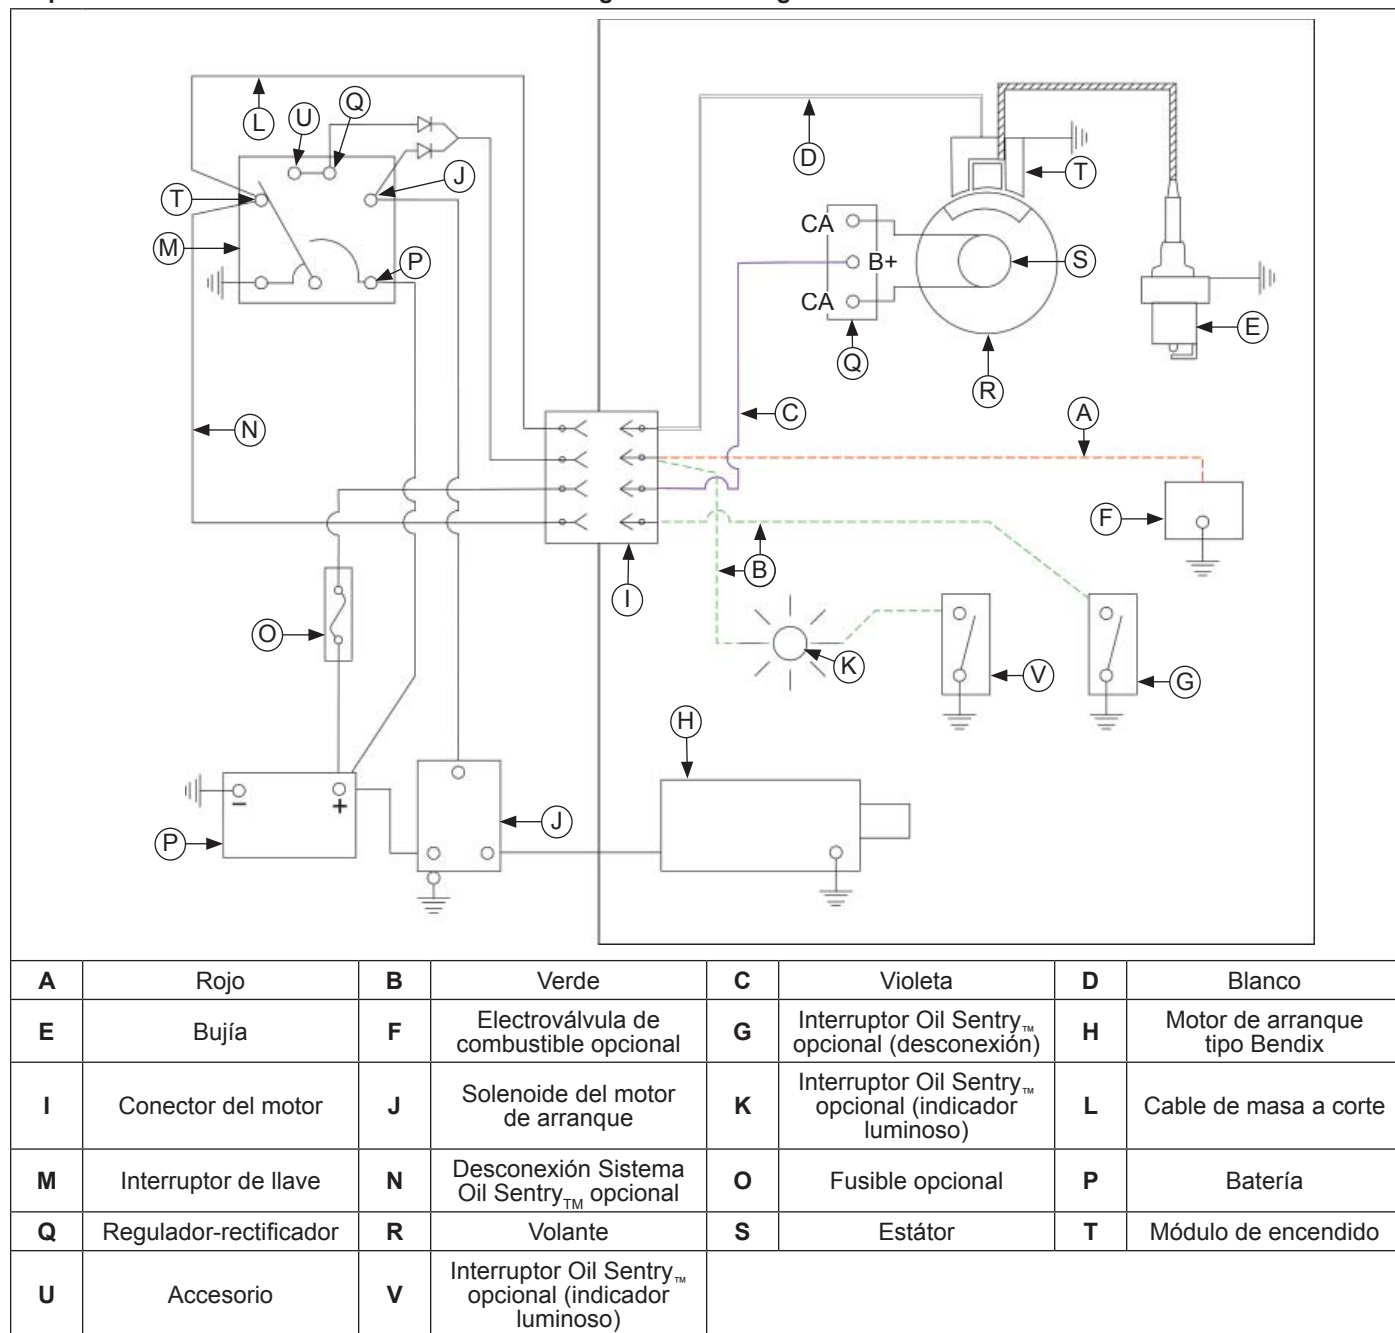 L
U
Q
J
T
M
P
N
D
T
CA
B+
CA
S
Q
R
E
C
A
F
B
I
O
K
V
G
H
J
P
−
+
A Rojo B Verde C Violeta D Blanco
E Bujía F Electroválvula de combustible opcional G Interruptor Oil Sentry™ opcional (desconexión) H Motor de arranque tipo Bendix
I Conector del motor J Solenoide del motor de arranque K Interruptor Oil Sentry™ opcional (indicador luminoso) L Cable de masa a corte
M Interruptor de llave N Desconexión Sistema Oil Sentry™ opcional O Fusible opcional P Batería
Q Regulador-rectificador R Volante S Estátor T Módulo de encendido
U Accesorio V Interruptor Oil Sentry™ opcional (indicador luminoso)